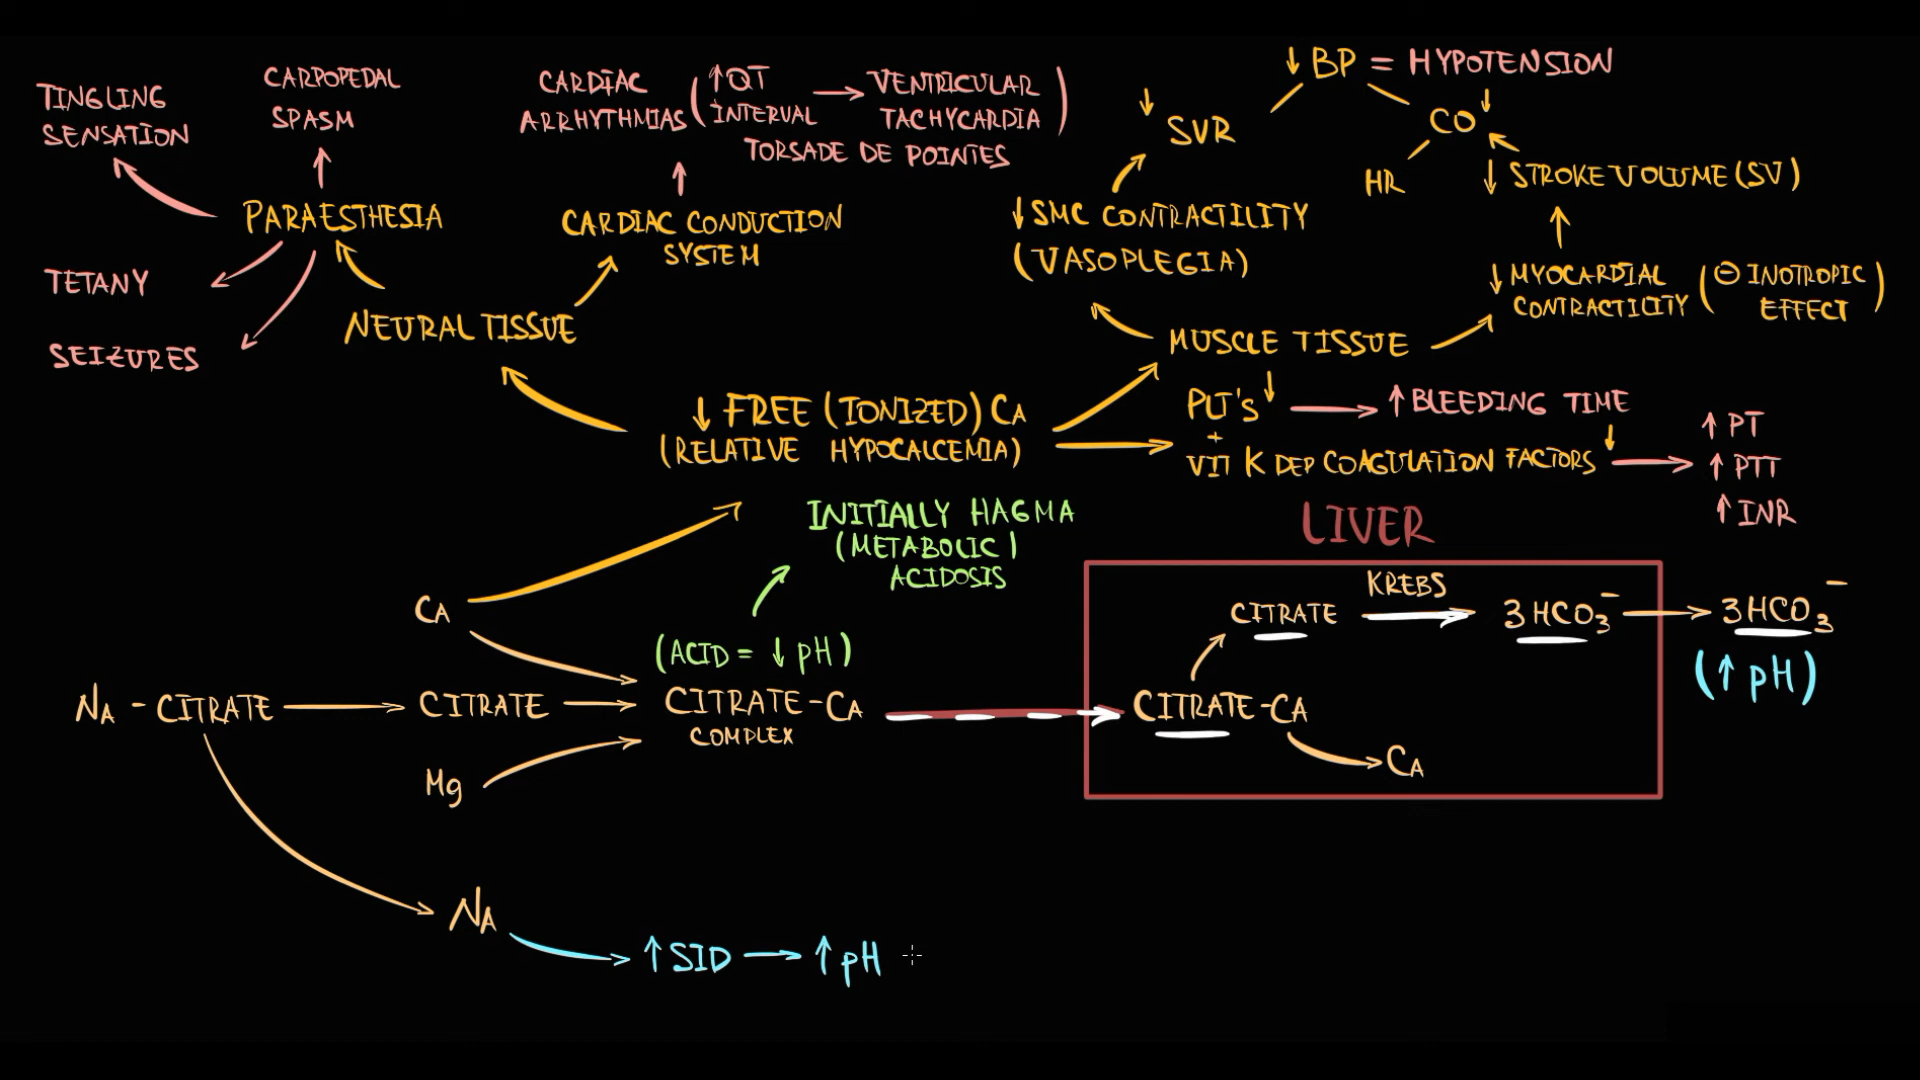 ↓ BP = HYPOTENSION
TINGLING
SENSATION
CARPOPEDAL
SPASM
CARDIAC
ARRHYTHMIAS
(↑QT
INTERVAL
→ VENTRICULAR
TACHYCARDIA)
TORSADE DE POINTES
↓ SVR
CO ↓
HR
↓ STROKE VOLUME (SV)
PARAESTHESIA
CARDIAC CONDUCTION
SYSTEM
↓ SMC CONTRACTILITY
(VASOPLEGIA)
TETANY
↓ MYOCARDIAL
CONTRACTILITY
(⊖ INOTROPIC
EFFECT)
SEIZURES
NEURAL TISSUE
MUSCLE TISSUE
↓ FREE (IONIZED) CA
(RELATIVE HYPOCALCEMIA)
PLT'S ↓ → ↑ BLEEDING TIME
+
VIT K DEP COAGULATION FACTORS ↓ →
↑ PT
↑ PTT
↑ INR
INITIALLY HAGMA
(METABOLIC)
ACIDOSIS
LIVER
CA
(ACID = ↓ pH)
KREBS
CITRATE → 3HCO₃⁻ → 3HCO₃⁻
(↑ pH)
NA - CITRATE → CITRATE → CITRATE-CA
COMPLEX
CITRATE-CA
CA
Mg
NA
↑ SID → ↑ pH